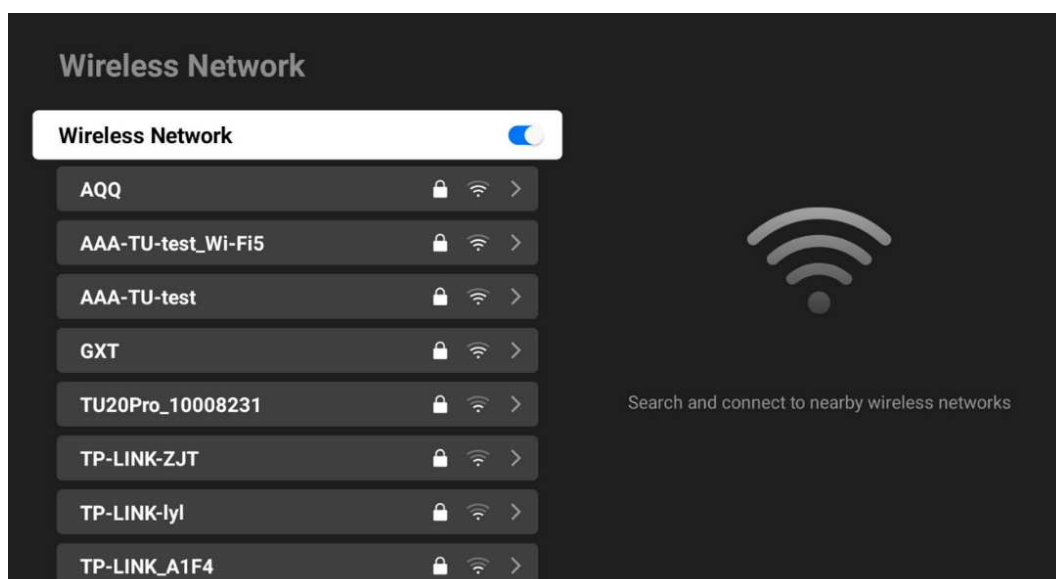 Wireless Network
Wireless Network
AQQ
AAA-TU-test_Wi-Fi5
AAA-TU-test
GXT
TU20Pro_10008231
Search and connect to nearby wireless networks
TP-LINK-ZJT
TP-LINK-lyl
TP-LINK_A1F4